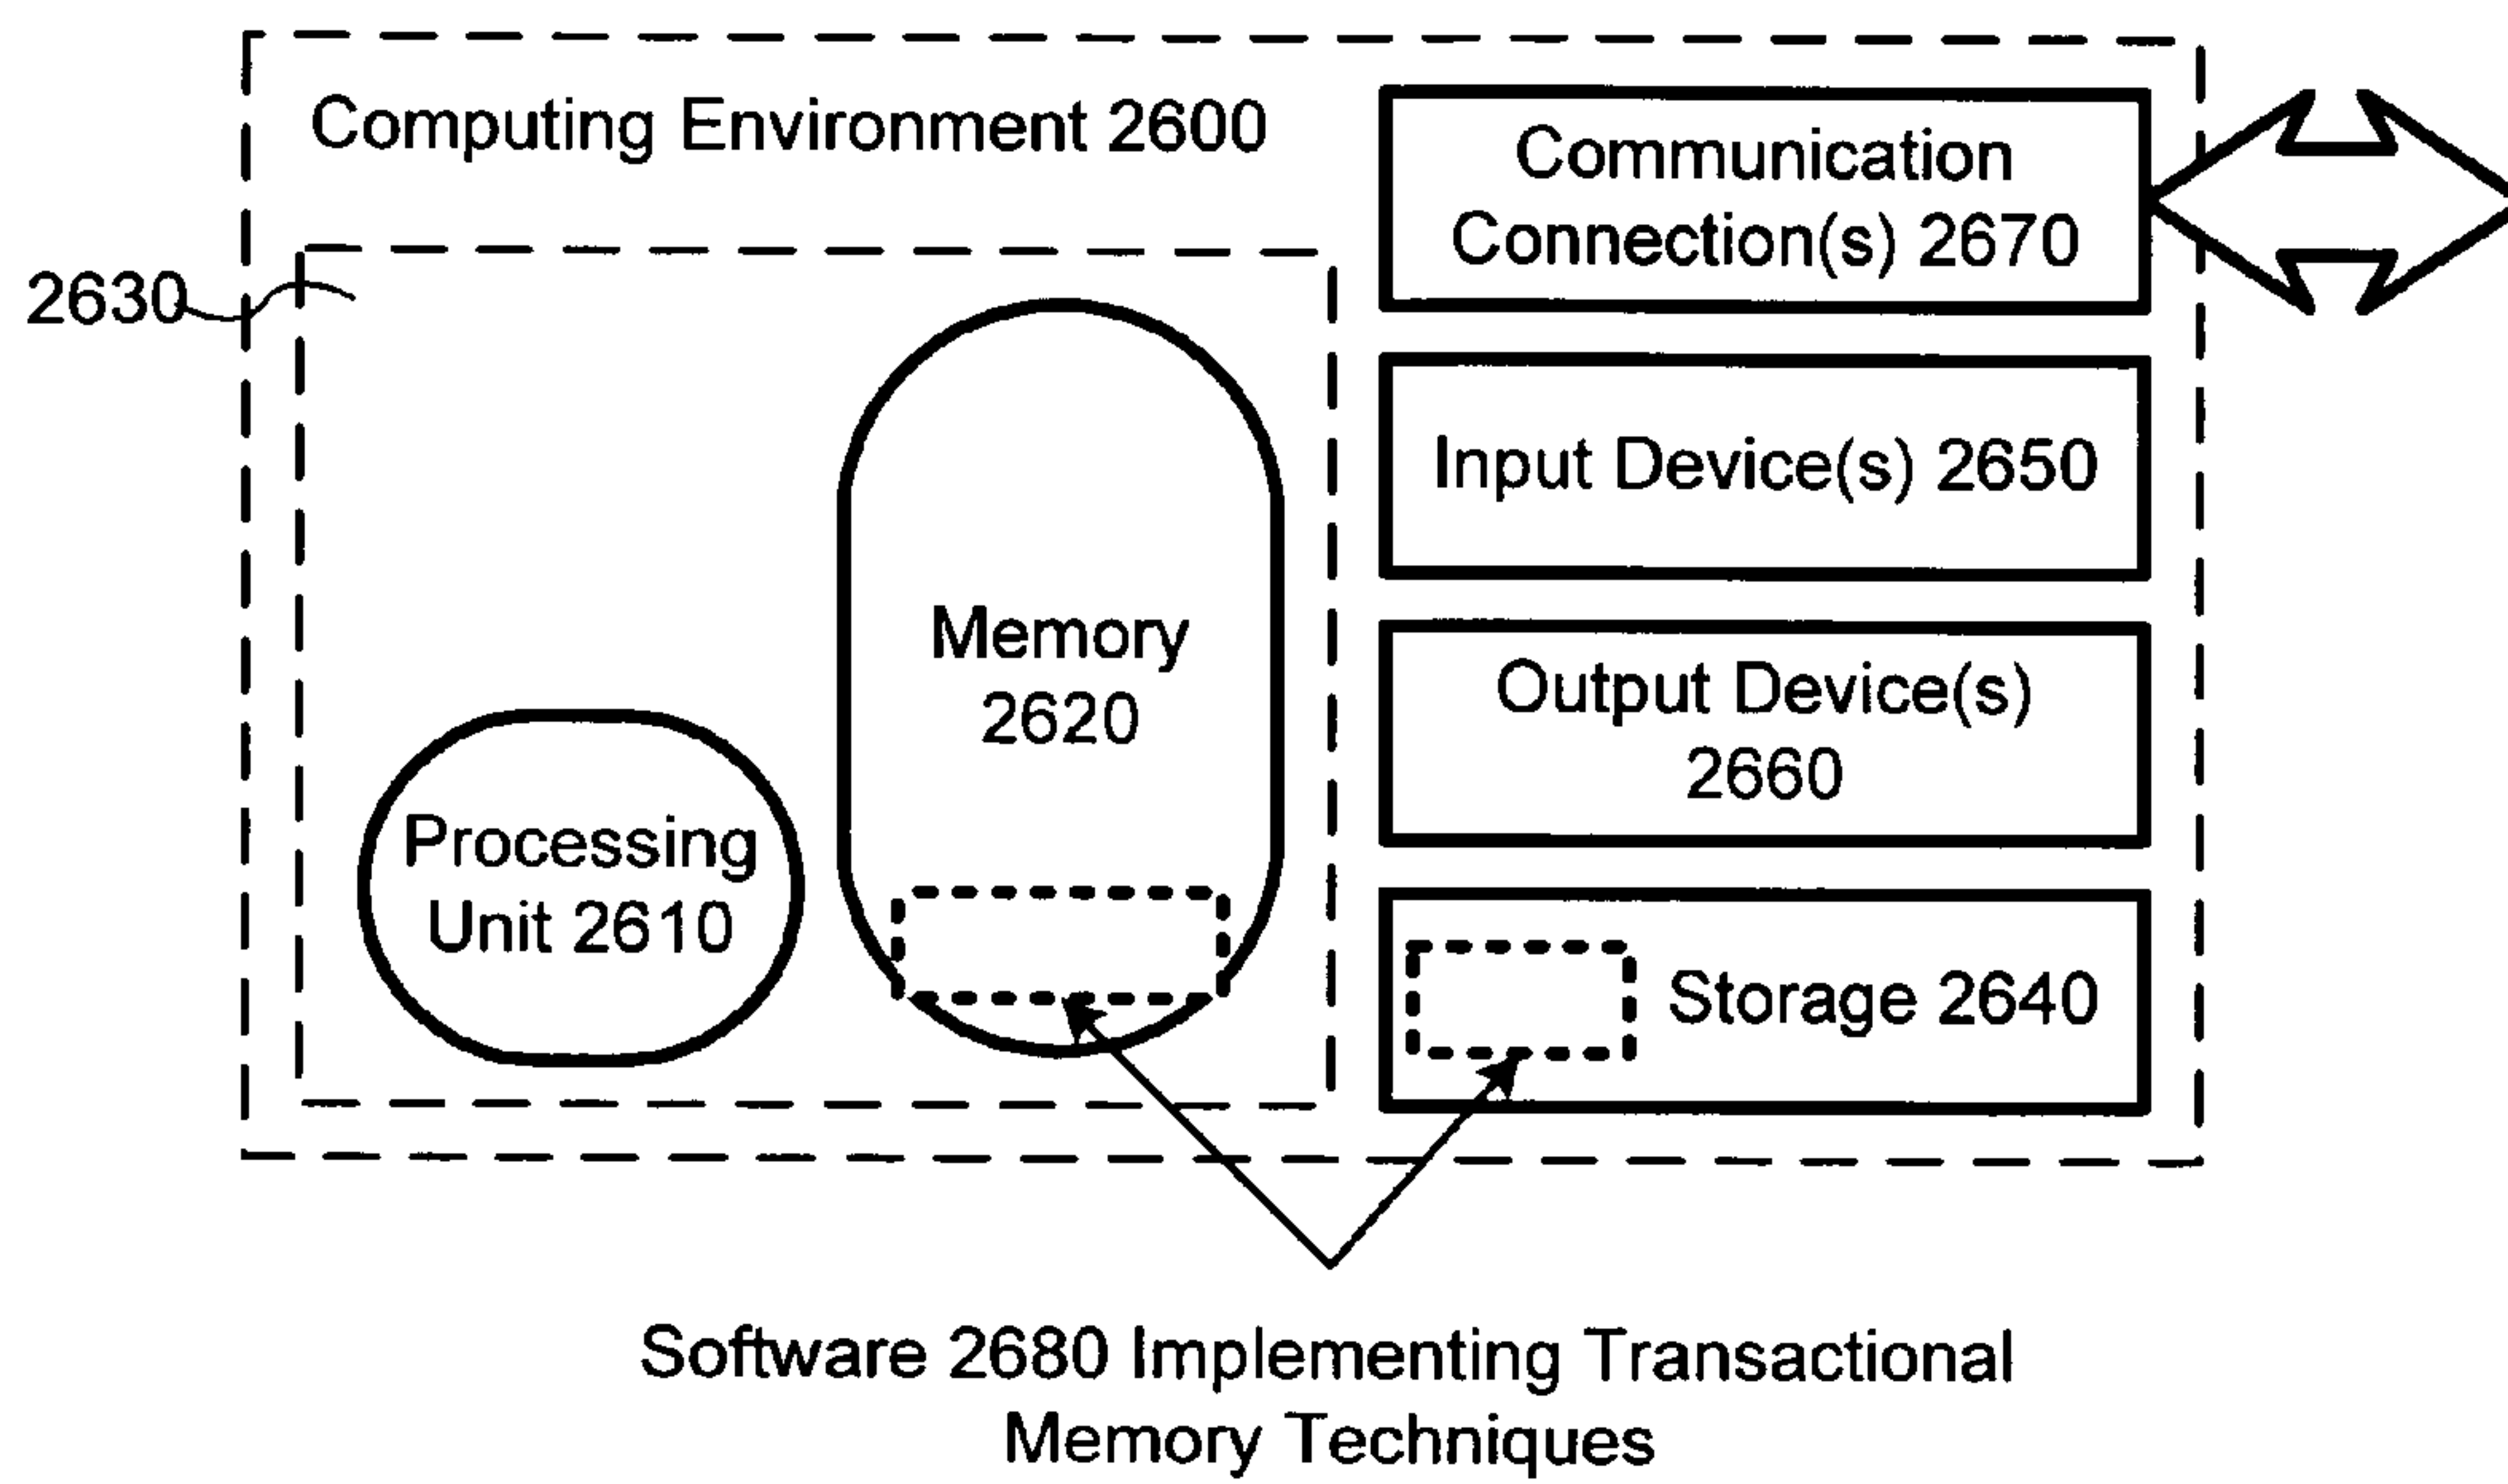 Computing Environment 2600
Communication
Connection(s) 2670
2630
Input Device(s) 2650
Memory
2620
Output Device(s)
2660
Processing
Unit 2610
Storage 2640
Software 2680 Implementing Transactional
Memory Techniques